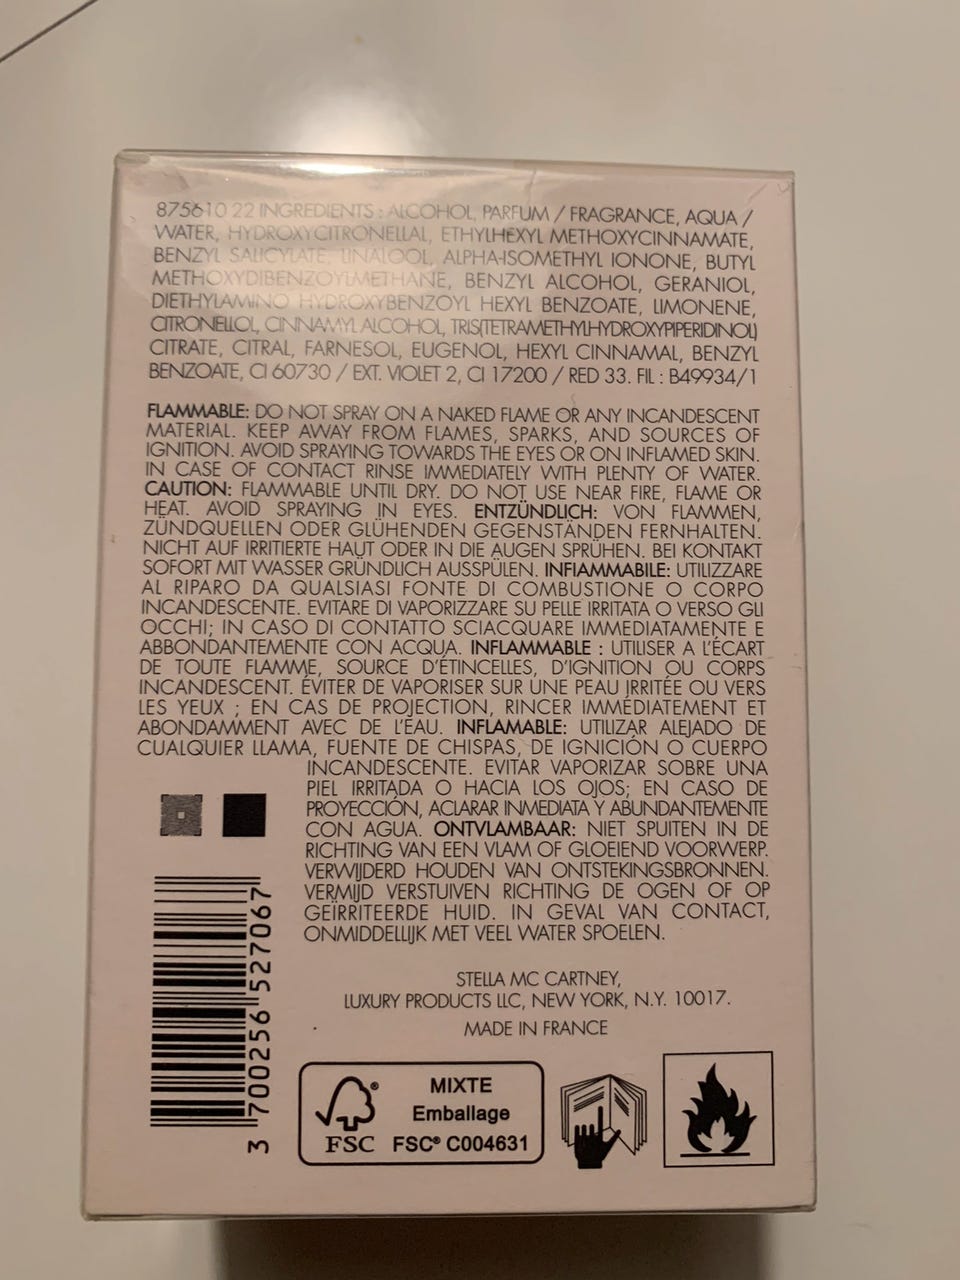 875610 22 INGREDIENTS : ALCOHOL, PARFUM / FRAGRANCE, AQUA /
WATER, HYDROXYCITRONELLAL, ETHYLHEXYL METHOXYCINNAMATE,
BENZYL SALICYLATE, LINALOOL, ALPHA-ISOMETHYL IONONE, BUTYL
METHOXYDIBENZOYLMETHANE, BENZYL ALCOHOL, GERANIOL,
DIETHYLAMINO HYDROXYBENZOYL HEXYL BENZOATE, LIMONENE,
CITRONELLOL, CINNAMYL ALCOHOL, TRIS(TETRAMETHYLHYDROXYPIPERIDINOL)
CITRATE, CITRAL, FARNESOL, EUGENOL, HEXYL CINNAMAL, BENZYL
BENZOATE, CI 60730 / EXT. VIOLET 2, CI 17200 / RED 33. FIL : B49934/1
FLAMMABLE: DO NOT SPRAY ON A NAKED FLAME OR ANY INCANDESCENT
MATERIAL. KEEP AWAY FROM FLAMES, SPARKS, AND SOURCES OF
IGNITION. AVOID SPRAYING TOWARDS THE EYES OR ON INFLAMED SKIN.
IN CASE OF CONTACT RINSE IMMEDIATELY WITH PLENTY OF WATER.
CAUTION: FLAMMABLE UNTIL DRY. DO NOT USE NEAR FIRE, FLAME OR
HEAT. AVOID SPRAYING IN EYES. ENTZÜNDLICH: VON FLAMMEN,
ZÜNDQUELLEN ODER GLÜHENDEN GEGENSTÄNDEN FERNHALTEN.
NICHT AUF IRRITIERTE HAUT ODER IN DIE AUGEN SPRÜHEN. BEI KONTAKT
SOFORT MIT WASSER GRÜNDLICH AUSSPÜLEN. INFIAMMABILE: UTILIZZARE
AL RIPARO DA QUALSIASI FONTE DI COMBUSTIONE O CORPO
INCANDESCENTE. EVITARE DI VAPORIZZARE SU PELLE IRRITATA O VERSO GLI
OCCHI; IN CASO DI CONTATTO SCIACQUARE IMMEDIATAMENTE E
ABBONDANTEMENTE CON ACQUA. INFLAMMABLE : UTILISER A L'ÉCART
DE TOUTE FLAMME, SOURCE D'ÉTINCELLES, D'IGNITION OU CORPS
INCANDESCENT. ÉVITER DE VAPORISER SUR UNE PEAU IRRITÉE OU VERS
LES YEUX ; EN CAS DE PROJECTION, RINCER IMMÉDIATEMENT ET
ABONDAMMENT AVEC DE L'EAU. INFLAMABLE: UTILIZAR ALEJADO DE
CUALQUIER LLAMA, FUENTE DE CHISPAS, DE IGNICIÓN O CUERPO
INCANDESCENTE. EVITAR VAPORIZAR SOBRE UNA
PIEL IRRITADA O HACIA LOS OJOS; EN CASO DE
PROYECCIÓN, ACLARAR INMEDIATA Y ABUNDANTEMENTE
CON AGUA. ONTVLAMBAAR: NIET SPUITEN IN DE
RICHTING VAN EEN VLAM OF GLOEIEND VOORWERP.
VERWIJDERD HOUDEN VAN ONTSTEKINGSBRONNEN.
VERMIJD VERSTUIVEN RICHTING DE OGEN OF OP
GEÏRRITEERDE HUID. IN GEVAL VAN CONTACT,
ONMIDDELLIJK MET VEEL WATER SPOELEN.
3 700256 527067
STELLA MC CARTNEY,
LUXURY PRODUCTS LLC, NEW YORK, N.Y. 10017.
MADE IN FRANCE
FSC
MIXTE
Emballage
FSC® C004631